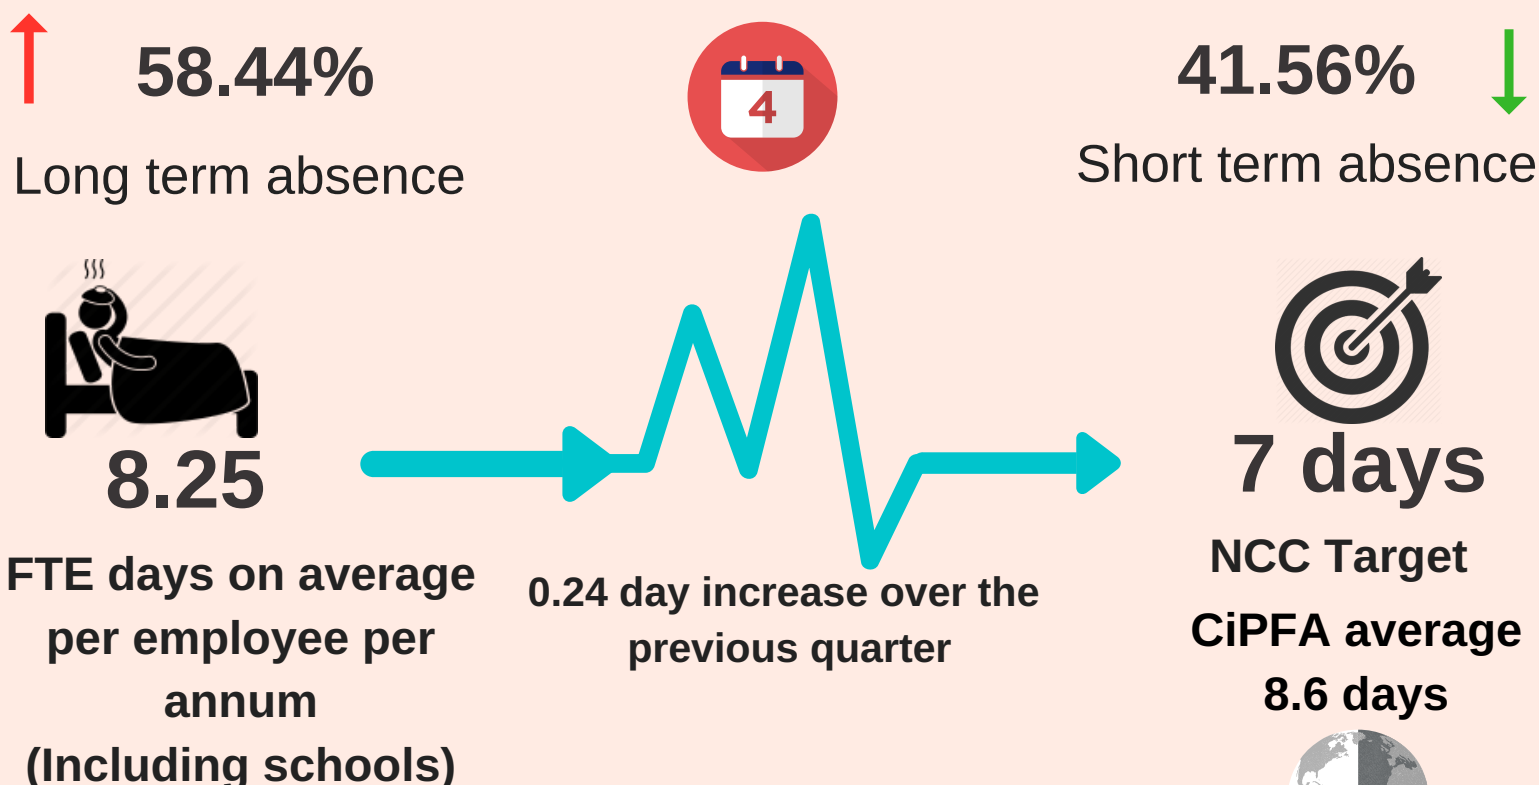 58.44%
Long term absence
4
41.56%
Short term absence
8.25
FTE days on average
per employee per
annum
(Including schools)
0.24 day increase over the
previous quarter
7 days
NCC Target
CiPFA average
8.6 days